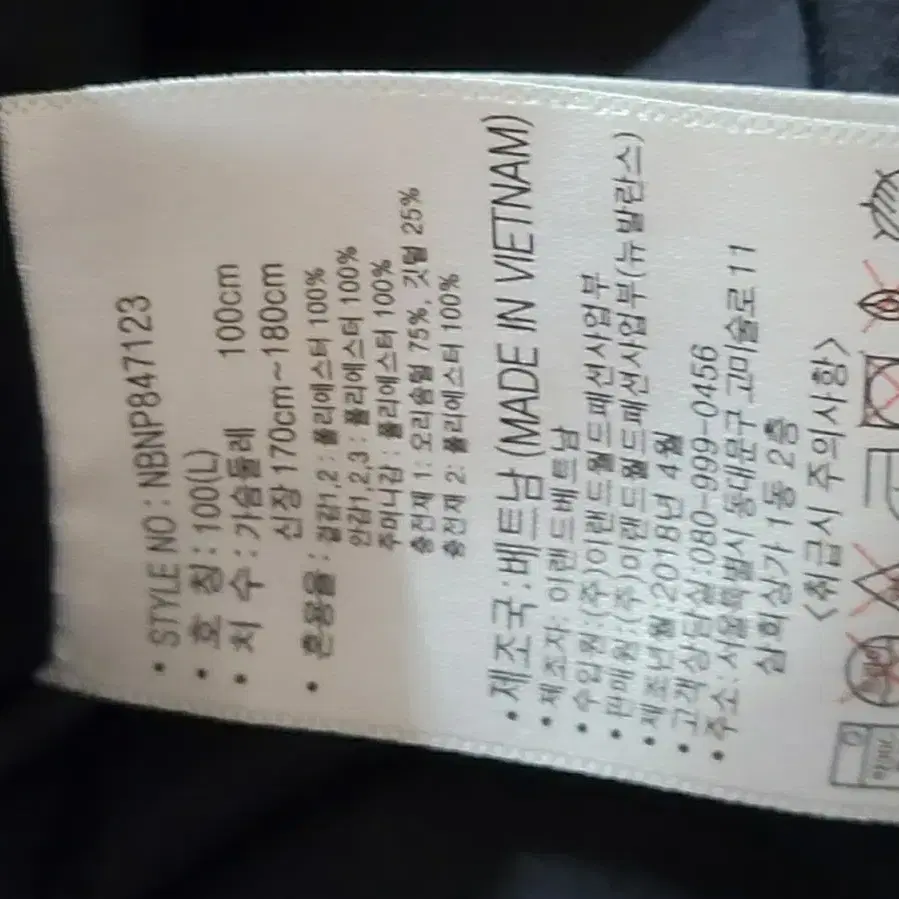 • STYLE NO : NBNP847123
• 호 칭 : 100(L)
• 치 수 : 가슴둘레 100cm
신장 170cm~180cm
• 혼용율 : 겉감1,2 : 폴리에스터 100%
안감1,2,3 : 폴리에스터 100%
주머니감 : 폴리에스터 100%
충전재 1: 오리솜털 75%, 깃털 25%
충전재 2: 폴리에스터 100%
• 제조국 : 베트남 (MADE IN VIETNAM)
• 제조자: 이랜드베트남
• 수입원:(주)이랜드월드패션사업부
• 판매원:(주)이랜드월드패션사업부(뉴발란스)
• 제조년월:2018년 4월
• 고객상담실:080-999-0456
• 주소:서울특별시 동대문구 고미술로11
삼희상가 1동 2층
<취급시 주의사항>